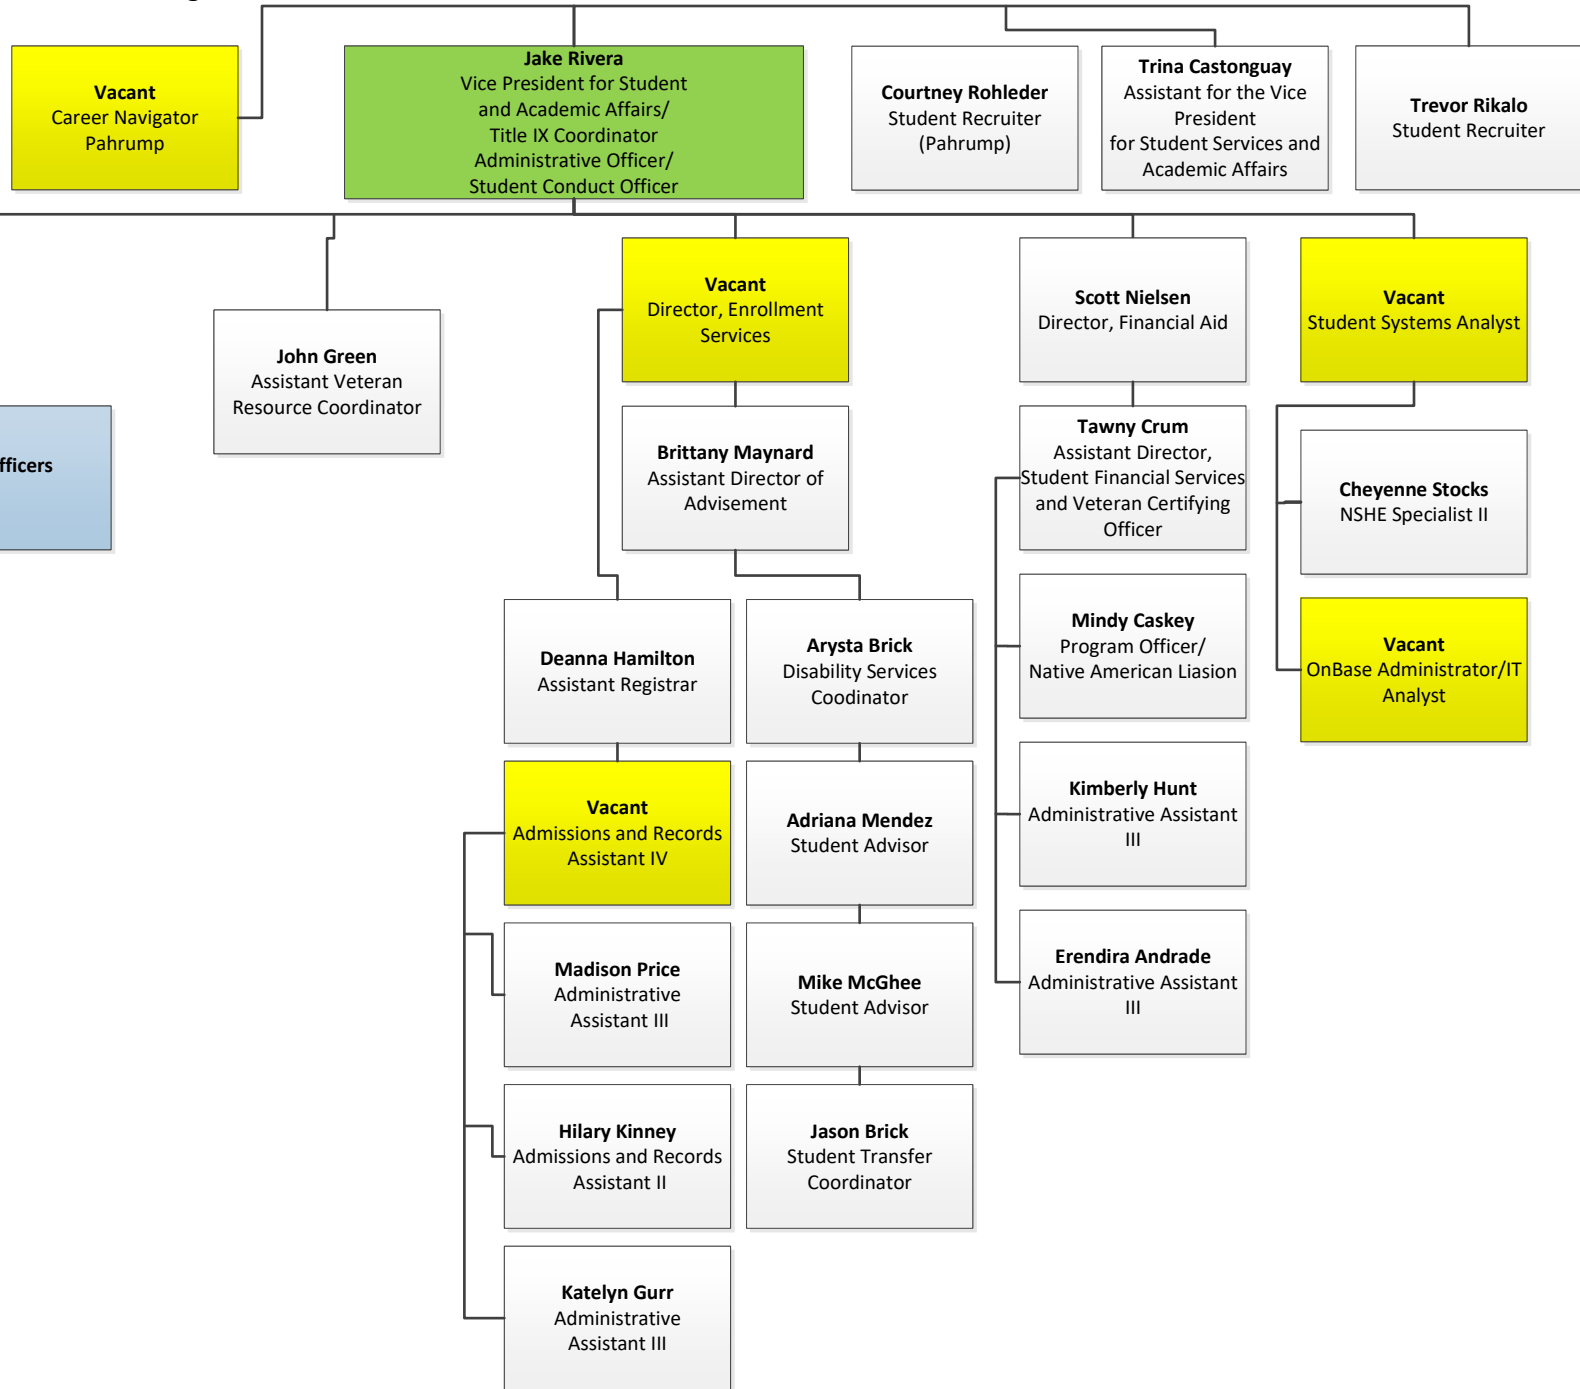 Vacant
Career Navigator
Pahrump
Jake Rivera
Vice President for Student
and Academic Affairs/
Title IX Coordinator
Administrative Officer/
Student Conduct Officer
Courtney Rohleder
Student Recruiter
(Pahrump)
Trina Castonguay
Assistant for the Vice
President
for Student Services and
Academic Affairs
Trevor Rikalo
Student Recruiter
John Green
Assistant Veteran
Resource Coordinator
Vacant
Director, Enrollment
Services
Scott Nielsen
Director, Financial Aid
Vacant
Student Systems Analyst
fficers
Brittany Maynard
Assistant Director of
Advisement
Tawny Crum
Assistant Director,
Student Financial Services
and Veteran Certifying
Officer
Cheyenne Stocks
NSHE Specialist II
Deanna Hamilton
Assistant Registrar
Arysta Brick
Disability Services
Coodinator
Mindy Caskey
Program Officer/
Native American Liasion
Vacant
OnBase Administrator/IT
Analyst
Vacant
Admissions and Records
Assistant IV
Adriana Mendez
Student Advisor
Kimberly Hunt
Administrative Assistant
III
Madison Price
Administrative
Assistant III
Mike McGhee
Student Advisor
Erendira Andrade
Administrative Assistant
III
Hilary Kinney
Admissions and Records
Assistant II
Jason Brick
Student Transfer
Coordinator
Katelyn Gurr
Administrative
Assistant III